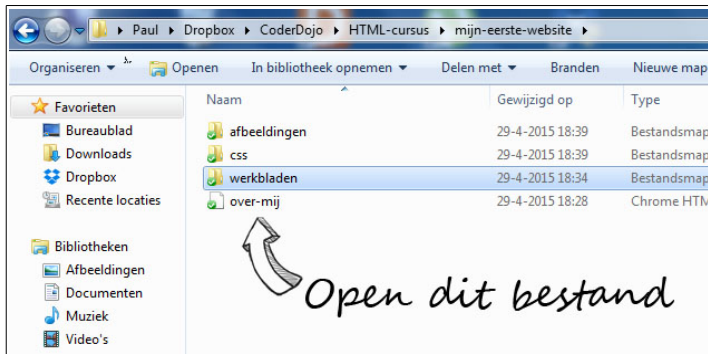 Paul ▸ Dropbox ▸ CoderDojo ▸ HTML-cursus ▸ mijn-eerste-website ▸
Organiseren ▾ Openen In bibliotheek opnemen ▾ Delen met ▾ Branden Nieuwe map
Favorieten
Bureaublad
Downloads
Dropbox
Recente locaties
Bibliotheken
Afbeeldingen
Documenten
Muziek
Video's
Naam Gewijzigd op Type
afbeeldingen 29-4-2015 18:39 Bestandsmap
css 29-4-2015 18:39 Bestandsmap
werkbladen 29-4-2015 18:34 Bestandsmap
over-mij 29-4-2015 18:28 Chrome HTM
Open dit bestand